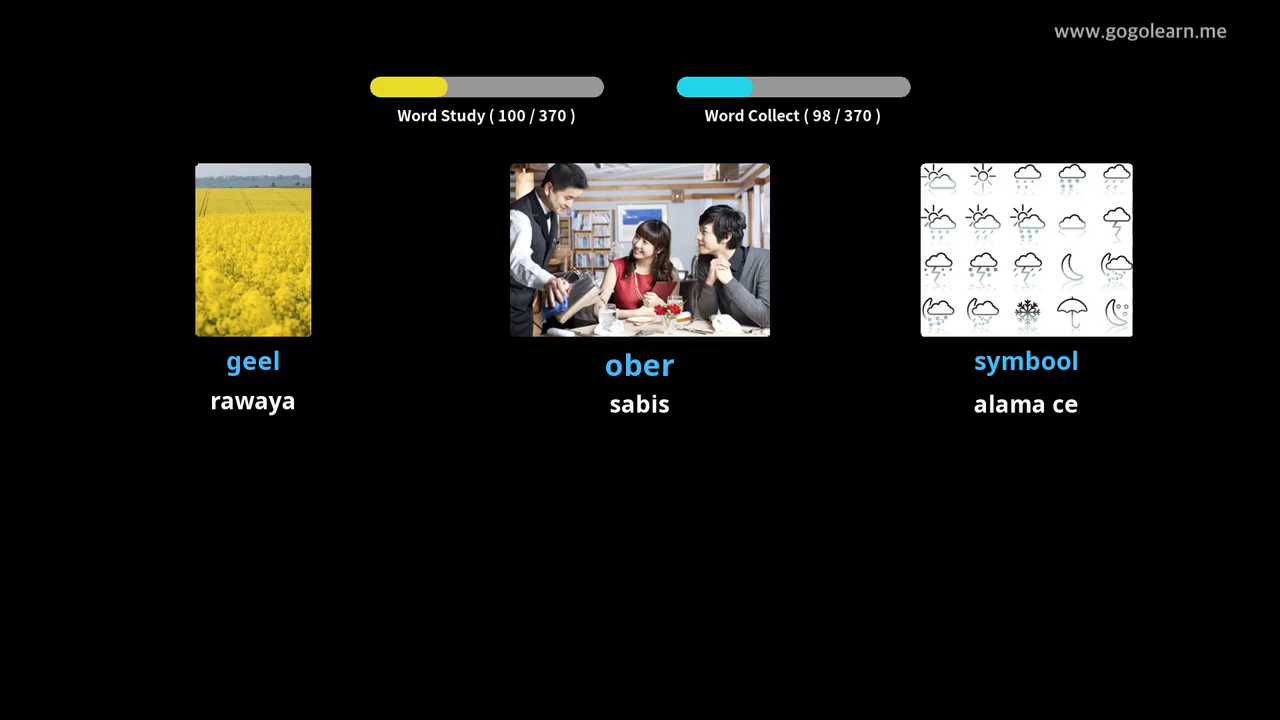 www.gogolearn.me
Word Study ( 100 / 370 )
Word Collect ( 98 / 370 )
geel
rawaya
ober
sabis
symbool
alama ce